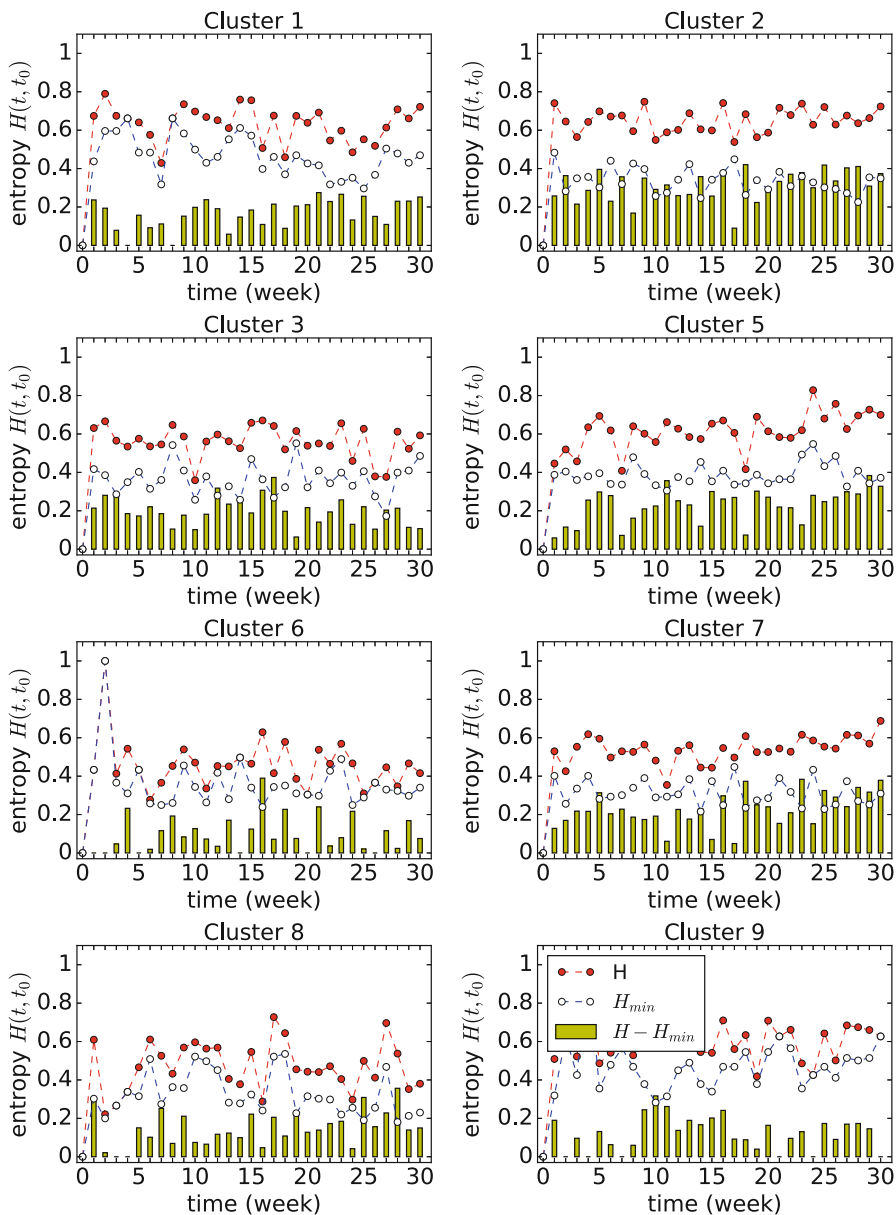 Cluster 1
entropy H(t, t₀)
1
0.8
0.6
0.4
0.2
0
0 5 10 15 20 25 30
time (week)
Cluster 2
entropy H(t, t₀)
1
0.8
0.6
0.4
0.2
0
0 5 10 15 20 25 30
time (week)
Cluster 3
entropy H(t, t₀)
1
0.8
0.6
0.4
0.2
0
0 5 10 15 20 25 30
time (week)
Cluster 5
entropy H(t, t₀)
1
0.8
0.6
0.4
0.2
0
0 5 10 15 20 25 30
time (week)
Cluster 6
entropy H(t, t₀)
1
0.8
0.6
0.4
0.2
0
0 5 10 15 20 25 30
time (week)
Cluster 7
entropy H(t, t₀)
1
0.8
0.6
0.4
0.2
0
0 5 10 15 20 25 30
time (week)
Cluster 8
entropy H(t, t₀)
1
0.8
0.6
0.4
0.2
0
0 5 10 15 20 25 30
time (week)
Cluster 9
entropy H(t, t₀)
1
0.8
0.6
0.4
0.2
0
H
H_min
H − H_min
0 5 10 15 20 25 30
time (week)